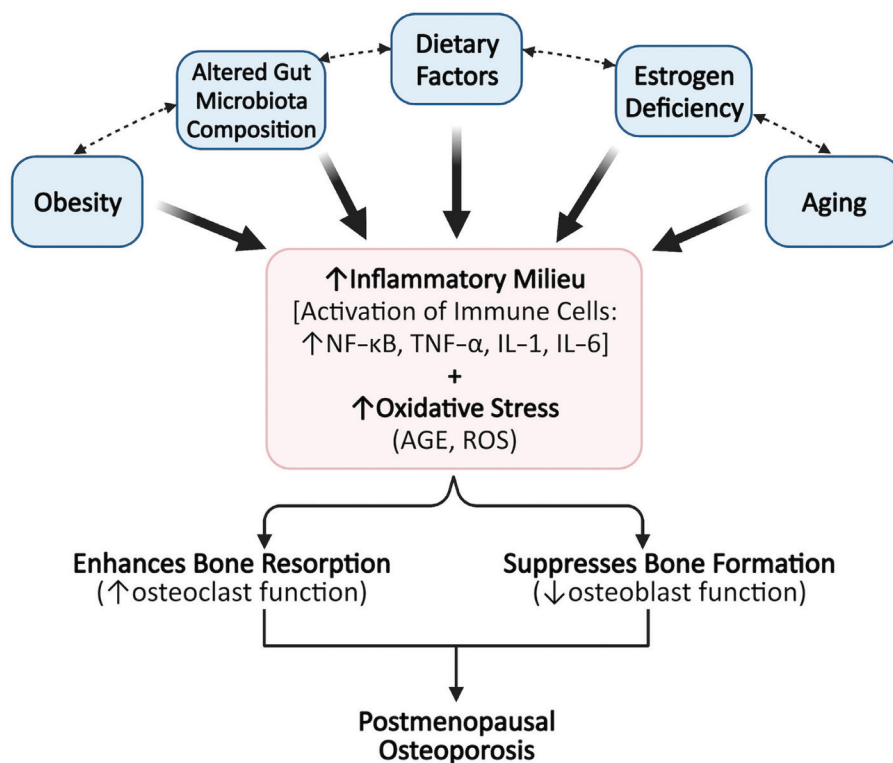 Dietary
Factors
Altered Gut
Microbiota
Composition
Estrogen
Deficiency
Obesity
Aging
↑Inflammatory Milieu
[Activation of Immune Cells:
↑NF-κB, TNF-α, IL-1, IL-6]
+
↑Oxidative Stress
(AGE, ROS)
Enhances Bone Resorption
(↑osteoclast function)
Suppresses Bone Formation
(↓osteoblast function)
Postmenopausal
Osteoporosis